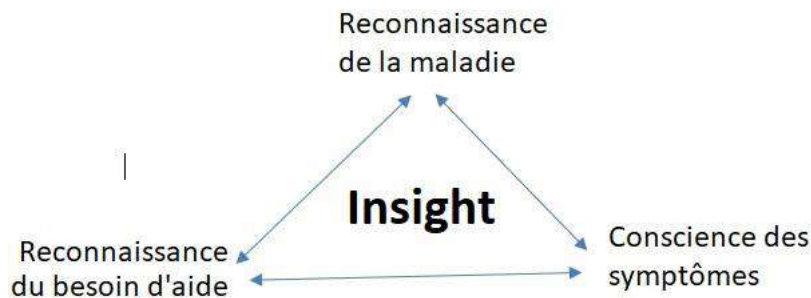 Reconnaissance
de la maladie
Insight
Reconnaissance
du besoin d'aide
Conscience des
symptômes